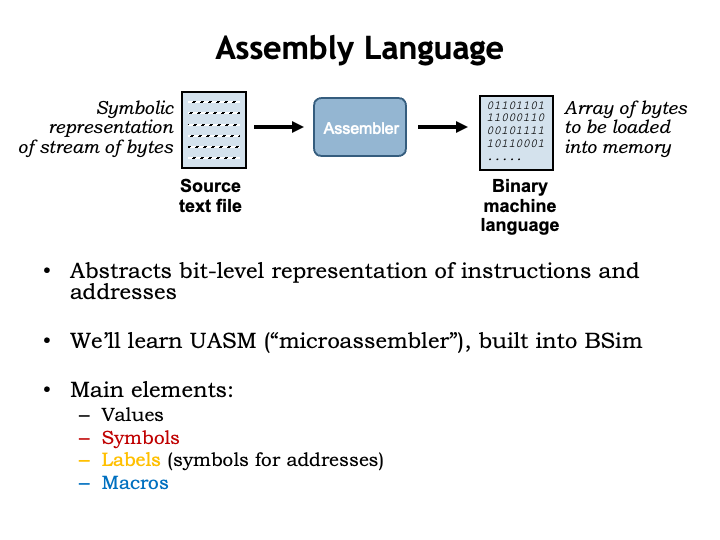 Assembly Language
Symbolic
representation
of stream of bytes
Source
text file
Assembler
01101101
11000110
00101111
10110001
.....
Binary
machine
language
Array of bytes
to be loaded
into memory
• Abstracts bit-level representation of instructions and
addresses
• We’ll learn UASM (“microassembler”), built into BSim
• Main elements:
– Values
– Symbols
– Labels (symbols for addresses)
– Macros